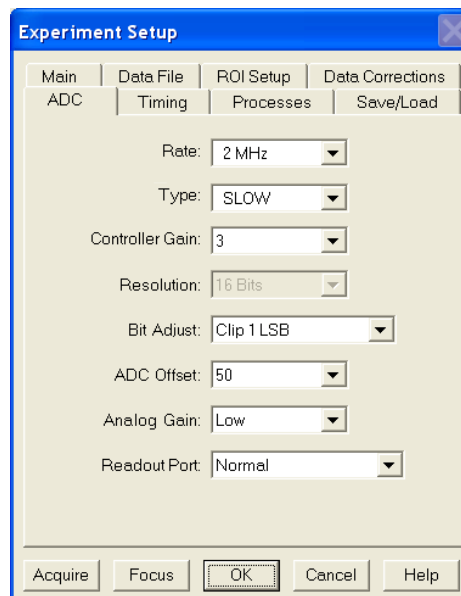 Experiment Setup
Main Data File ROI Setup Data Corrections
ADC Timing Processes Save/Load
Rate: 2 MHz
Type: SLOW
Controller Gain: 3
Resolution: 16 Bits
Bit Adjust: Clip 1 LSB
ADC Offset: 50
Analog Gain: Low
Readout Port: Normal
Acquire Focus OK Cancel Help